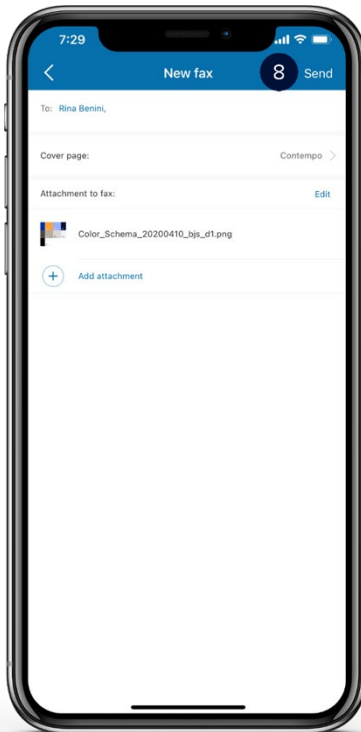 7:29
New fax
8
Send
To: Rina Benini,
Cover page:
Contempo
Attachment to fax:
Edit
Color_Schema_20200410_bjs_d1.png
Add attachment